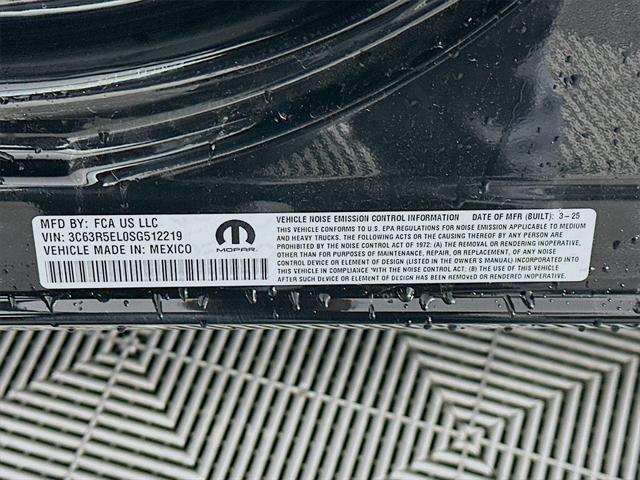 MFD BY: FCA US LLC
VIN: 3C63R5EL0SG512219
VEHICLE MADE IN: MEXICO
MOPAR.
VEHICLE NOISE EMISSION CONTROL INFORMATION DATE OF MFR (BUILT): 3-25
THIS VEHICLE CONFORMS TO U.S. EPA REGULATIONS FOR NOISE EMISSION APPLICABLE TO MEDIUM
AND HEAVY TRUCKS. THE FOLLOWING ACTS OR THE CAUSING THEREOF BY ANY PERSON ARE
PROHIBITED BY THE NOISE CONTROL ACT OF 1972: (A) THE REMOVAL OR RENDERING INOPERATIVE,
OTHER THAN FOR PURPOSES OF MAINTENANCE, REPAIR, OR REPLACEMENT, OF ANY NOISE
CONTROL DEVICE OR ELEMENT OF DESIGN (LISTED IN THE OWNER'S MANUAL) INCORPORATED INTO
THIS VEHICLE IN COMPLIANCE WITH THE NOISE CONTROL ACT; (B) THE USE OF THIS VEHICLE
AFTER SUCH DEVICE OR ELEMENT OF DESIGN HAS BEEN REMOVED OR RENDERED INOPERATIVE.